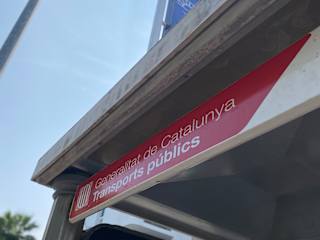 Generalitat de Catalunya
Transports públics